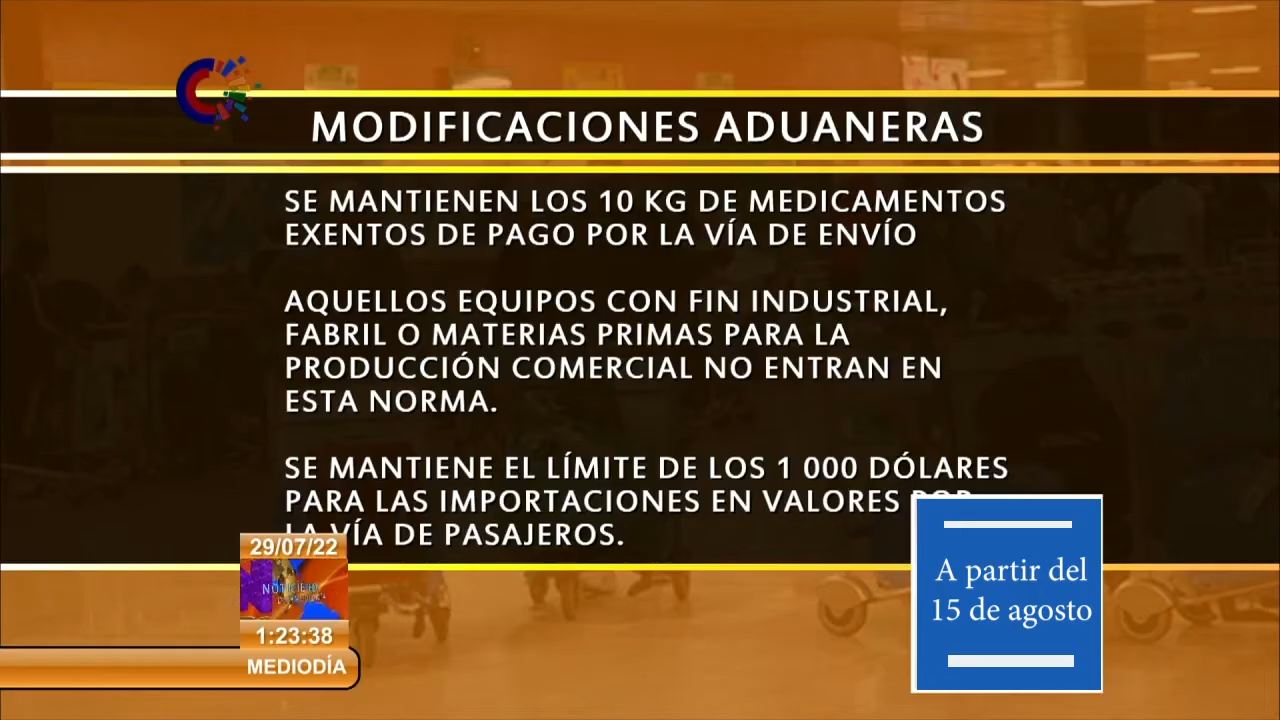 MODIFICACIONES ADUANERAS
SE MANTIENEN LOS 10 KG DE MEDICAMENTOS
EXENTOS DE PAGO POR LA VÍA DE ENVÍO
AQUELLOS EQUIPOS CON FIN INDUSTRIAL,
FABRIL O MATERIAS PRIMAS PARA LA
PRODUCCIÓN COMERCIAL NO ENTRAN EN
ESTA NORMA.
SE MANTIENE EL LÍMITE DE LOS 1 000 DÓLARES
PARA LAS IMPORTACIONES EN VALORES POR
LA VÍA DE PASAJEROS.
29/07/22
1:23:38
MEDIODÍA
A partir del
15 de agosto